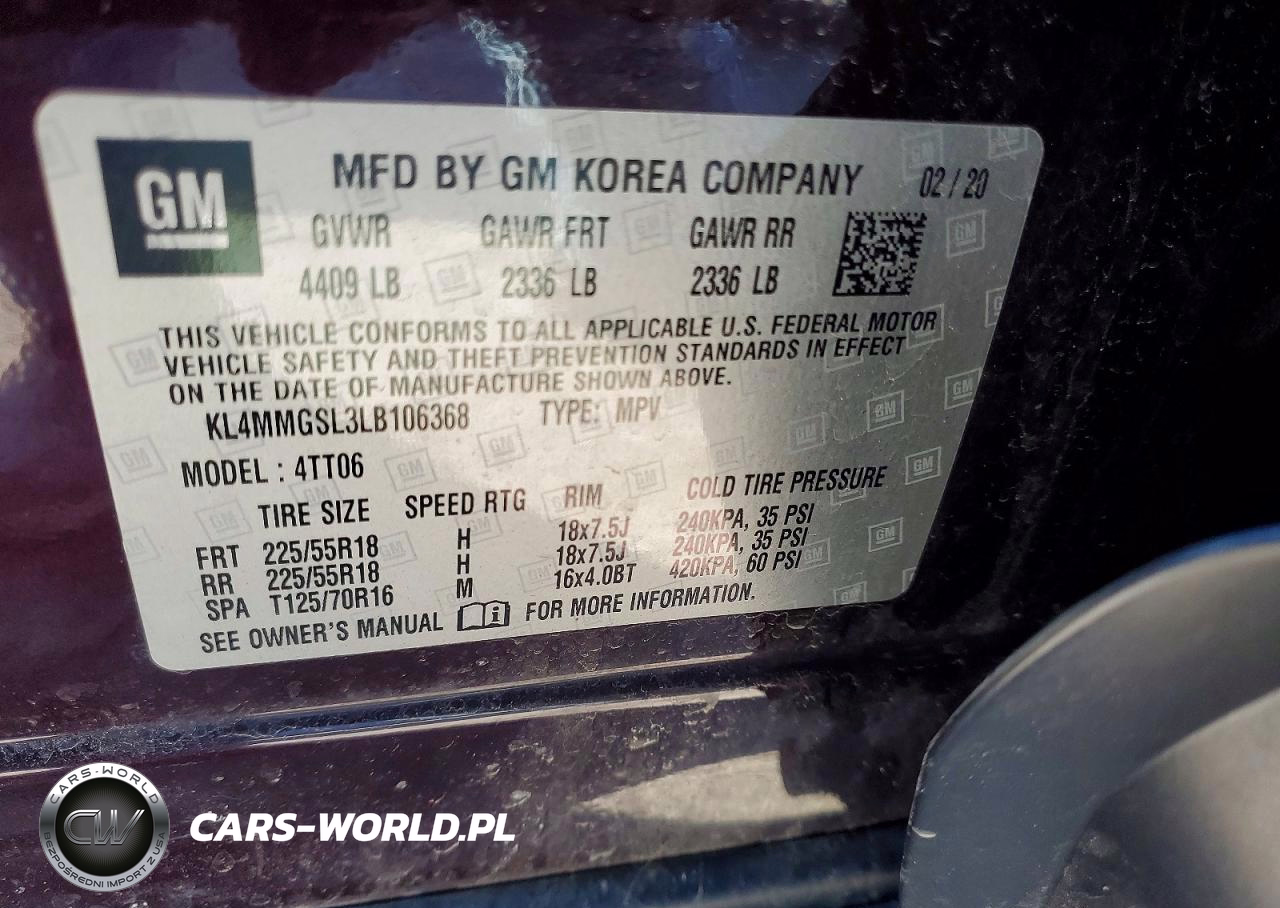 GM
MFD BY GM KOREA COMPANY 02 / 20
GVWR GAWR FRT GAWR RR
4409 LB 2336 LB 2336 LB
THIS VEHICLE CONFORMS TO ALL APPLICABLE U.S. FEDERAL MOTOR
VEHICLE SAFETY AND THEFT PREVENTION STANDARDS IN EFFECT
ON THE DATE OF MANUFACTURE SHOWN ABOVE.
KL4MMGSL3LB106368 TYPE: MPV
MODEL : 4TT06
TIRE SIZE SPEED RTG RIM COLD TIRE PRESSURE
FRT 225/55R18 H 18x7.5J 240KPA, 35 PSI
RR 225/55R18 H 18x7.5J 240KPA, 35 PSI
SPA T125/70R16 M 16x4.0BT 420KPA, 60 PSI
SEE OWNER'S MANUAL FOR MORE INFORMATION.
CARS-WORLD
CW
BEZPOŚREDNI IMPORT Z USA
CARS-WORLD.PL